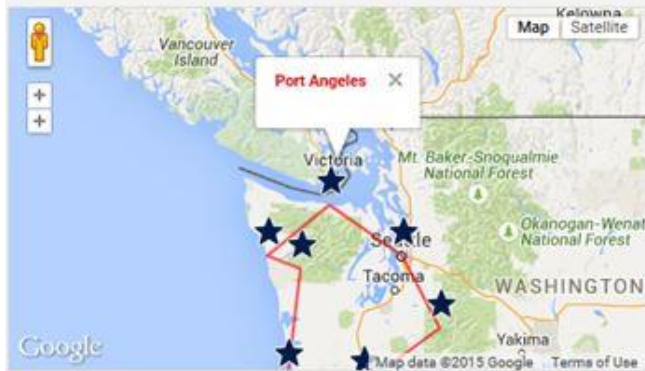 Kelowna
Map Satellite
Vancouver
Island
Port Angeles
Victoria
Mt. Baker-Snoqualmie
National Forest
Okanogan-Wenat
National Forest
Seattle
Tacoma
WASHINGTON
Yakima
Google
Map data ©2015 Google Terms of Use